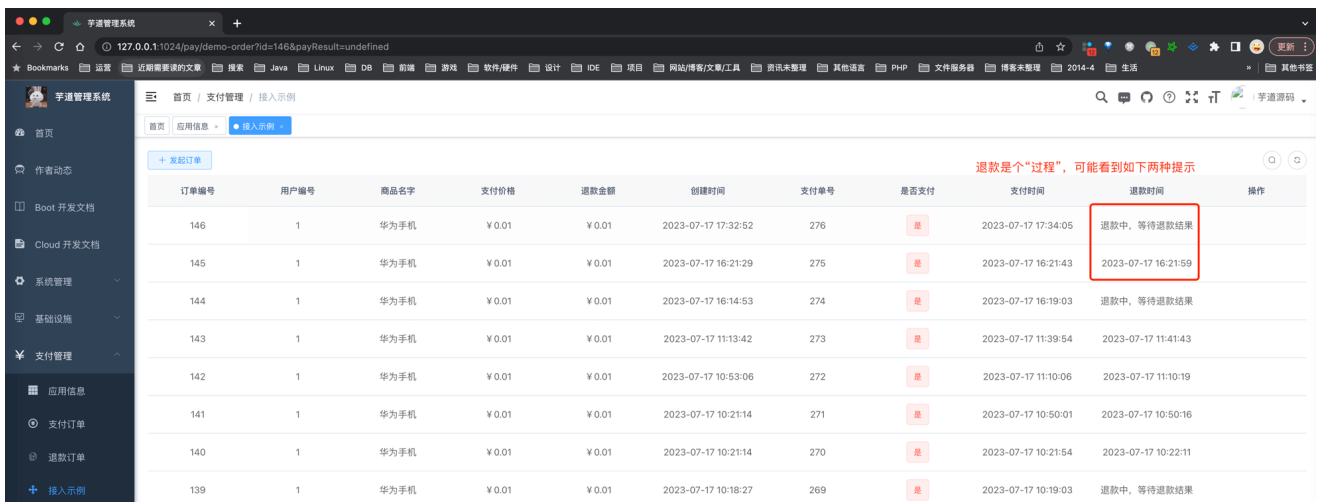 芋道管理系统 × +
127.0.0.1:1024/pay/demo-order?id=146&payResult=undefined 更新
Bookmarks 运营 近期需要读的文章 搜索 Java Linux DB 前端 游戏 软件/硬件 设计 IDE 项目 网站/博客/文章/工具 资讯未整理 其他语言 PHP 文件服务器 博客未整理 2014-4 生活 » 其他书签
芋道管理系统 首页 / 支付管理 / 接入示例 芋道源码
首页 首页 应用信息 × 接入示例 ×
作者动态
Boot 开发文档
Cloud 开发文档
系统管理
基础设施
支付管理
应用信息
支付订单
退款订单
接入示例
+ 发起订单
退款是个“过程”，可能看到如下两种提示
订单编号 用户编号 商品名字 支付价格 退款金额 创建时间 支付单号 是否支付 支付时间 退款时间 操作
146 1 华为手机 ￥0.01 ￥0.01 2023-07-17 17:32:52 276 是 2023-07-17 17:34:05 退款中，等待退款结果
145 1 华为手机 ￥0.01 ￥0.01 2023-07-17 16:21:29 275 是 2023-07-17 16:21:43 2023-07-17 16:21:59
144 1 华为手机 ￥0.01 ￥0.01 2023-07-17 16:14:53 274 是 2023-07-17 16:19:03 退款中，等待退款结果
143 1 华为手机 ￥0.01 ￥0.01 2023-07-17 11:13:42 273 是 2023-07-17 11:39:54 2023-07-17 11:41:43
142 1 华为手机 ￥0.01 ￥0.01 2023-07-17 10:53:06 272 是 2023-07-17 11:10:06 2023-07-17 11:10:19
141 1 华为手机 ￥0.01 ￥0.01 2023-07-17 10:21:14 271 是 2023-07-17 10:50:01 2023-07-17 10:50:16
140 1 华为手机 ￥0.01 ￥0.01 2023-07-17 10:21:14 270 是 2023-07-17 10:21:54 2023-07-17 10:22:11
139 1 华为手机 ￥0.01 ￥0.01 2023-07-17 10:18:27 269 是 2023-07-17 10:19:03 退款中，等待退款结果